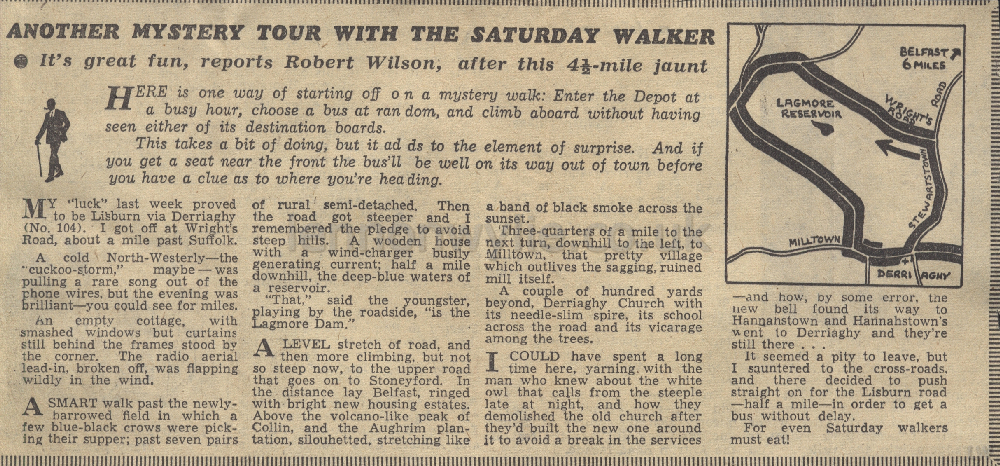 ANOTHER MYSTERY TOUR WITH THE SATURDAY WALKER
It's great fun, reports Robert Wilson, after this 4½-mile jaunt
HERE is one way of starting off on a mystery walk: Enter the Depot at
a busy hour, choose a bus at ran dom, and climb aboard without having
seen either of its destination boards.
This takes a bit of doing, but it ad ds to the element of surprise. And if
you get a seat near the front the bus'll be well on its way out of town before
you have a clue as to where you're hea ding.
MY "luck" last week proved
to be Lisburn via Derriaghy
(No. 104). I got off at Wright's
Road, about a mile past Suffolk.
A cold North-Westerly—the
"cuckoo-storm," maybe — was
pulling a rare song out of the
phone wires, but the evening was
brilliant—you could see for miles.
An empty cottage, with
smashed windows but curtains
still behind the frames stood by
the corner. The radio aerial
lead-in, broken off, was flapping
wildly in the wind.
A SMART walk past the newly-
harrowed field in which a
few blue-black crows were pick-
ing their supper; past seven pairs
of rural semi-detached. Then
the road got steeper and I
remembered the pledge to avoid
steep hills. A wooden house
with a wind-charger busily
generating current; half a mile
downhill, the deep-blue waters of
a reservoir.
"That," said the youngster,
playing by the roadside, "is the
Lagmore Dam."
A LEVEL stretch of road, and
then more climbing, but not
so steep now, to the upper road
that goes on to Stoneyford. In
the distance lay Belfast, ringed
with bright new housing estates.
Above the volcano-like peak of
Collin, and the Aughrim plan-
tation, silouhetted, stretching like
a band of black smoke across the
sunset.
Three-quarters of a mile to the
next turn, downhill to the left, to
Milltown, that pretty village
which outlives the sagging, ruined
mill itself.
A couple of hundred yards
beyond, Derriaghy Church with
its needle-slim spire, its school
across the road and its vicarage
among the trees.
I COULD have spent a long
time here, yarning with the
man who knew about the white
owl that calls from the steeple
late at night, and how they
demolished the old church after
they'd built the new one around
it to avoid a break in the services
—and how, by some error, the
new bell found its way to
Hannahstown and Hannahstown's
went to Derriaghy and they're
still there . . .
It seemed a pity to leave, but
I sauntered to the cross-roads,
and there decided to push
straight on for the Lisburn road
—half a mile—in order to get a
bus without delay.
For even Saturday walkers
must eat!
BELFAST
6 MILES
LAGMORE
RESERVOIR
WRIGHT'S
ROAD
STEWARTSTOWN ROAD
MILLTOWN
DERRIAGHY